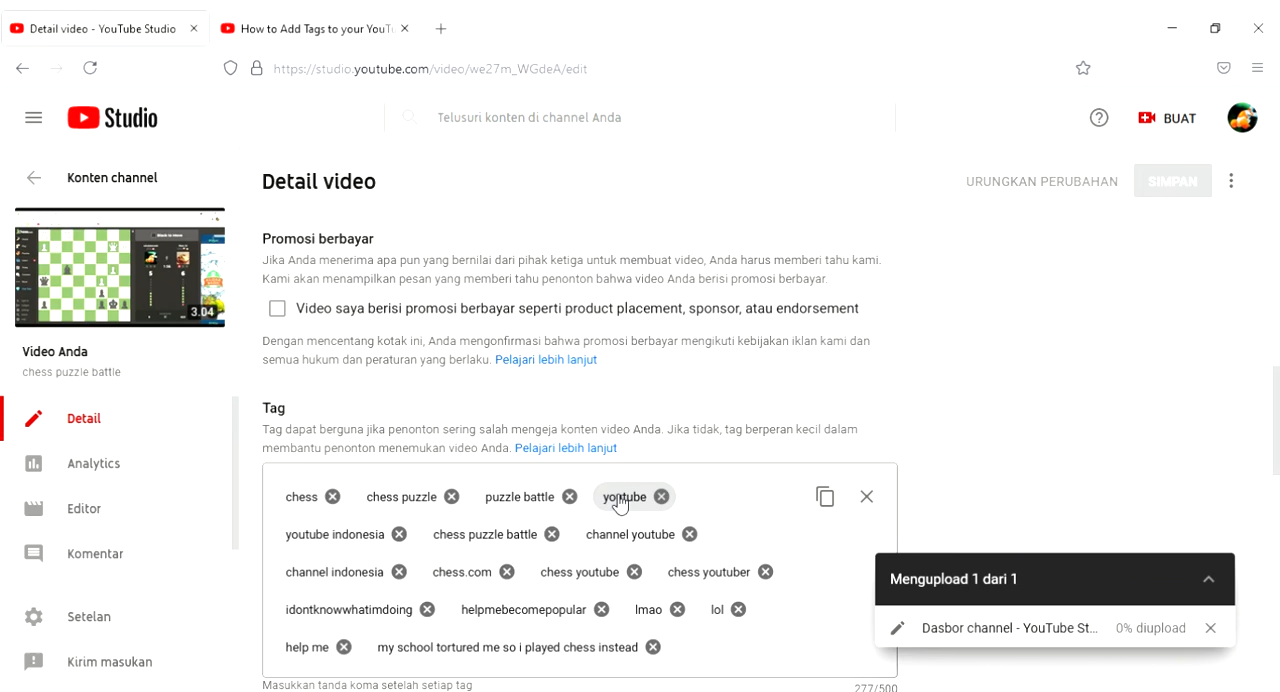 Detail video - YouTube Studio
How to Add Tags to your YouT
https://studio.youtube.com/video/we27m_WGdeA/edit
Studio
Telusuri konten di channel Anda
BUAT
Konten channel
Detail video
URUNGKAN PERUBAHAN
SIMPAN
3.04
Video Anda
chess puzzle battle
Detail
Analytics
Editor
Komentar
Setelan
Kirim masukan
Promosi berbayar
Jika Anda menerima apa pun yang bernilai dari pihak ketiga untuk membuat video, Anda harus memberi tahu kami.
Kami akan menampilkan pesan yang memberi tahu penonton bahwa video Anda berisi promosi berbayar.
Video saya berisi promosi berbayar seperti product placement, sponsor, atau endorsement
Dengan mencentang kotak ini, Anda mengonfirmasi bahwa promosi berbayar mengikuti kebijakan iklan kami dan
semua hukum dan peraturan yang berlaku. Pelajari lebih lanjut
Tag
Tag dapat berguna jika penonton sering salah mengeja konten video Anda. Jika tidak, tag berperan kecil dalam
membantu penonton menemukan video Anda. Pelajari lebih lanjut
chess chess puzzle puzzle battle youtube
youtube indonesia chess puzzle battle channel youtube
channel indonesia chess.com chess youtube chess youtuber
idontknowwhatimdoing helpmebecomepopular lmao lol
help me my school tortured me so i played chess instead
Masukkan tanda koma setelah setiap tag
277/500
Mengupload 1 dari 1
Dasbor channel - YouTube St... 0% diupload